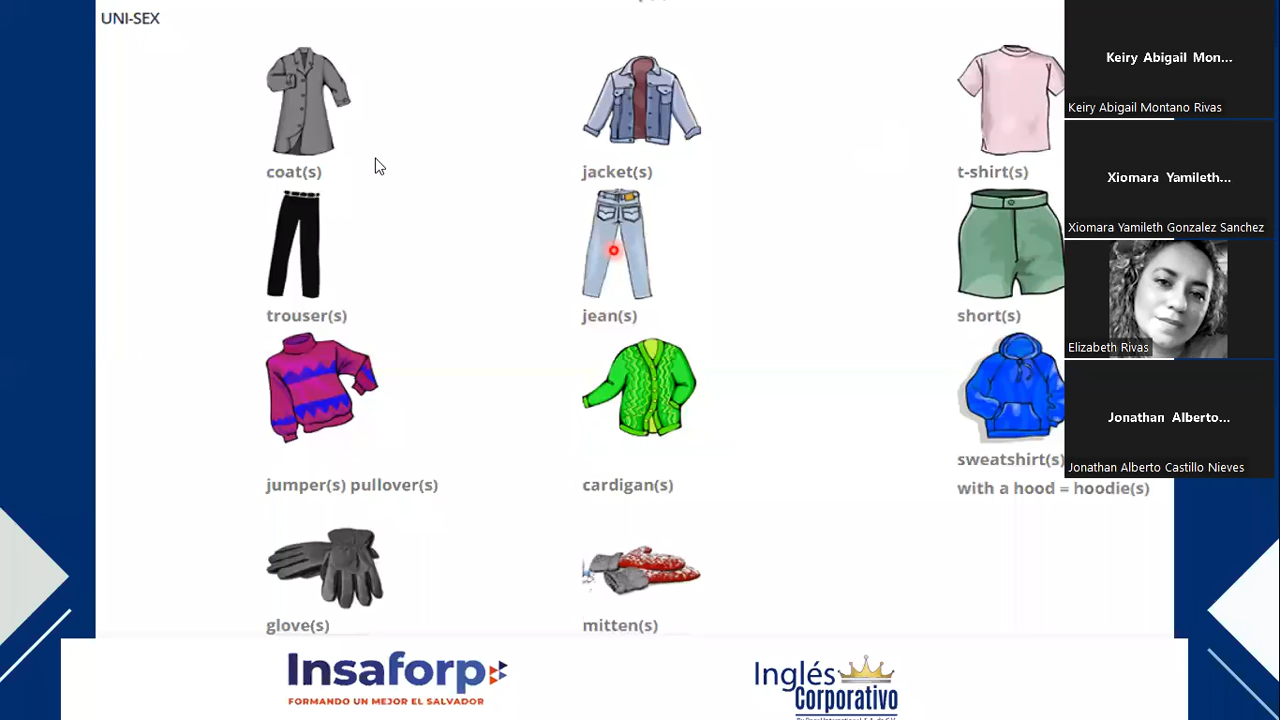 UNI-SEX
coat(s)
jacket(s)
t-shirt(s)
trouser(s)
jean(s)
short(s)
jumper(s) pullover(s)
cardigan(s)
sweatshirt(s)
with a hood = hoodie(s)
glove(s)
mitten(s)
Insaforp
FORMANDO UN MEJOR EL SALVADOR
Inglés
Corporativo
Keiry Abigail Mon...
Keiry Abigail Montano Rivas
Xiomara Yamileth...
Xiomara Yamileth Gonzalez Sanchez
Elizabeth Rivas
Jonathan Alberto...
Jonathan Alberto Castillo Nieves